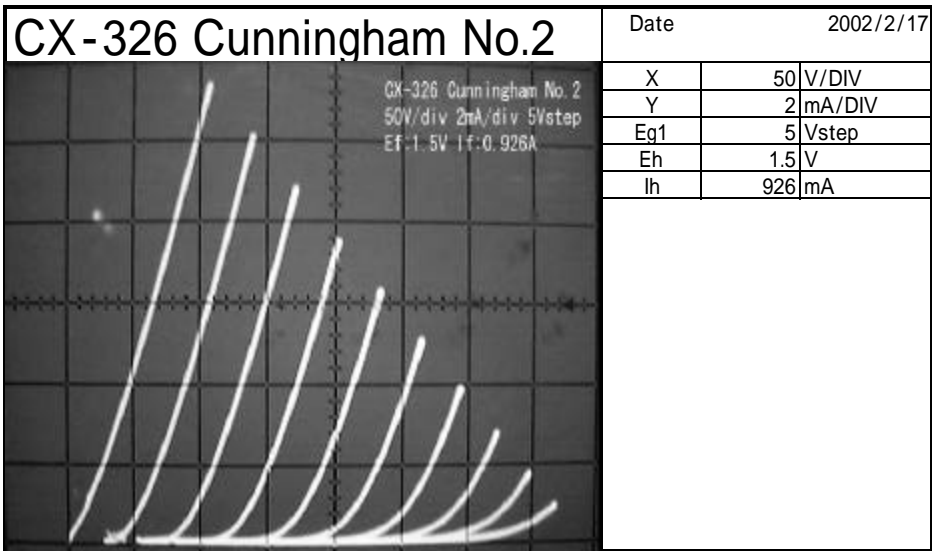 CX-326 Cunningham No.2
Date 2002/2/17
X 50 V/DIV
Y 2 mA/DIV
Eg1 5 Vstep
Eh 1.5 V
Ih 926 mA
CX-326 Cunningham No.2
50V/div 2mA/div 5Vstep
Ef:1.5V If:0.926A